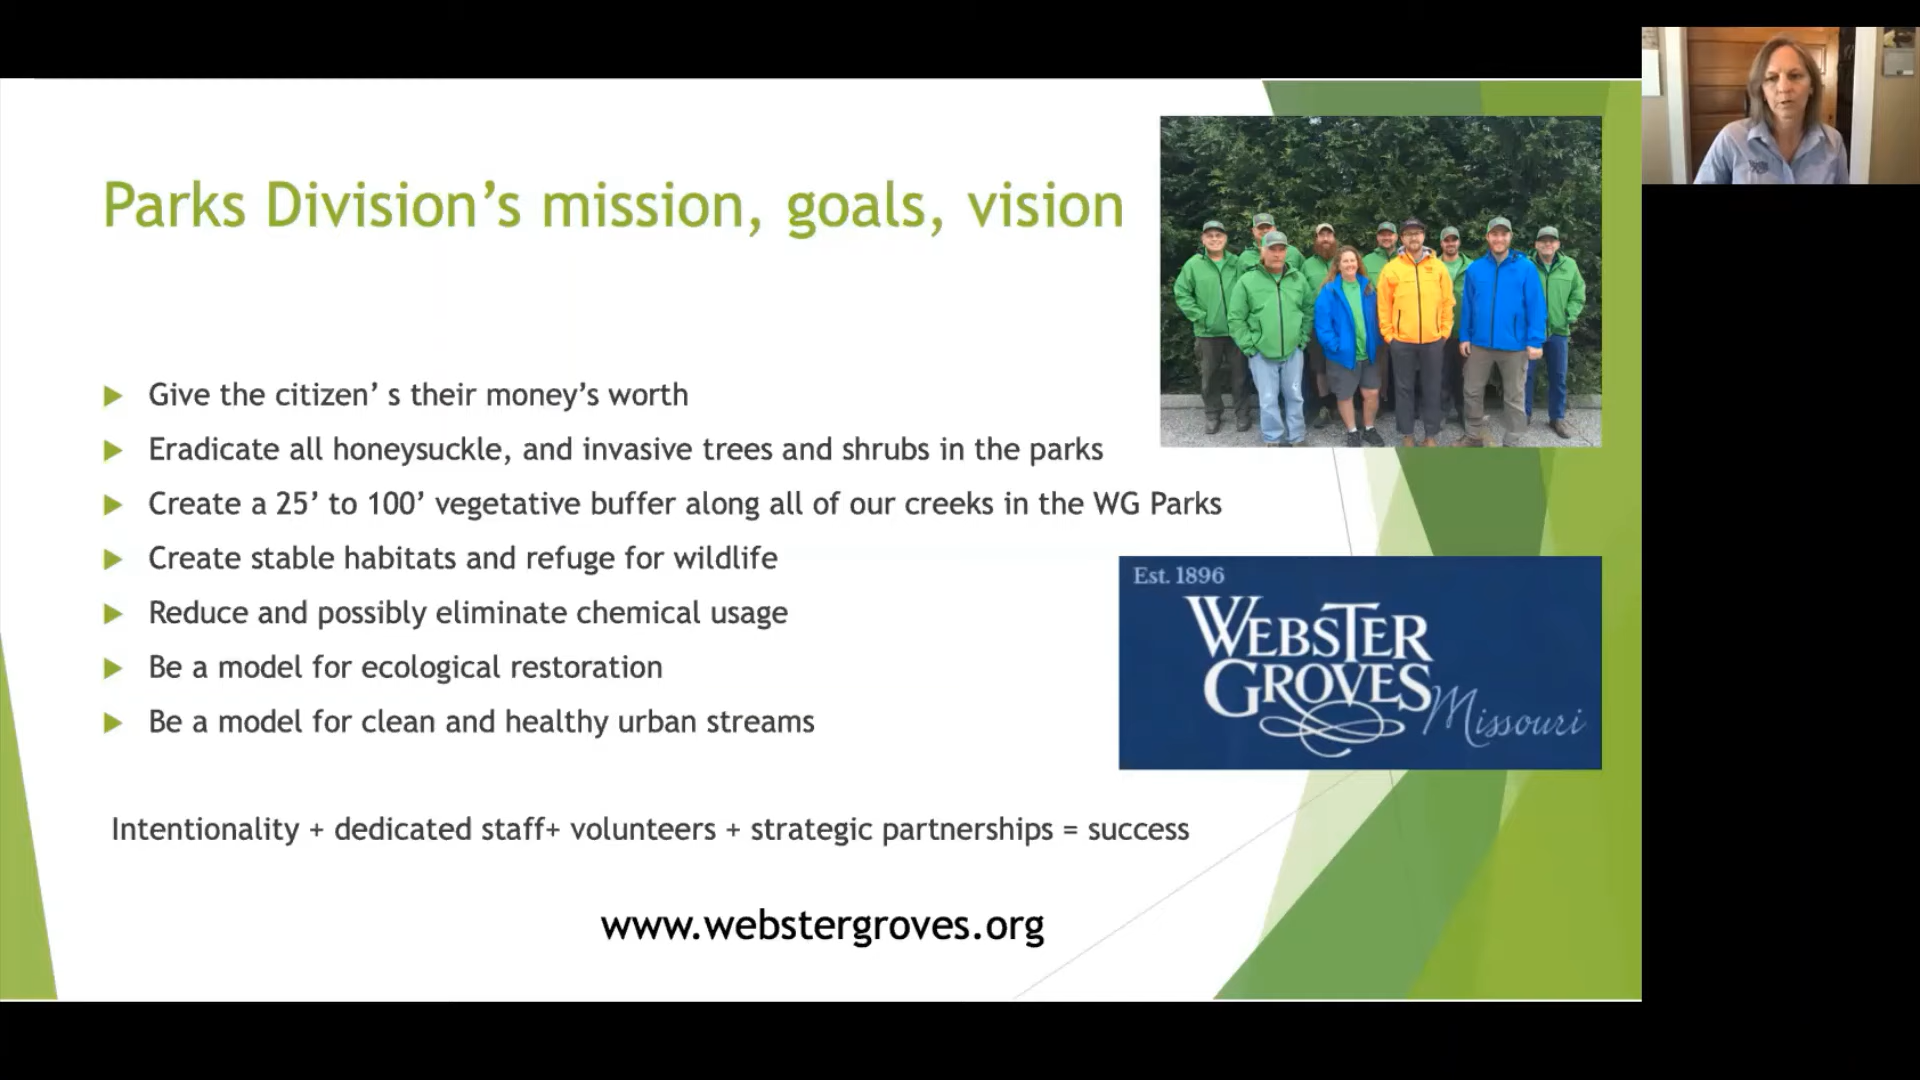 Parks Division’s mission, goals, vision
Give the citizen’ s their money’s worth
Eradicate all honeysuckle, and invasive trees and shrubs in the parks
Create a 25’ to 100’ vegetative buffer along all of our creeks in the WG Parks
Create stable habitats and refuge for wildlife
Reduce and possibly eliminate chemical usage
Be a model for ecological restoration
Be a model for clean and healthy urban streams
Est. 1896
WEBSTER
GROVES
Missouri
Intentionality + dedicated staff+ volunteers + strategic partnerships = success
www.webstergroves.org